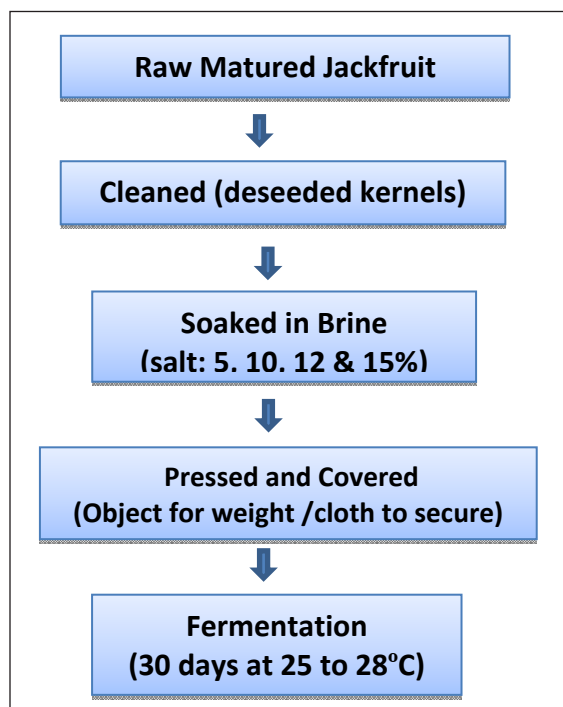 Raw Matured Jackfruit
Cleaned (deseeded kernels)
Soaked in Brine
(salt: 5. 10. 12 & 15%)
Pressed and Covered
(Object for weight /cloth to secure)
Fermentation
(30 days at 25 to 28°C)